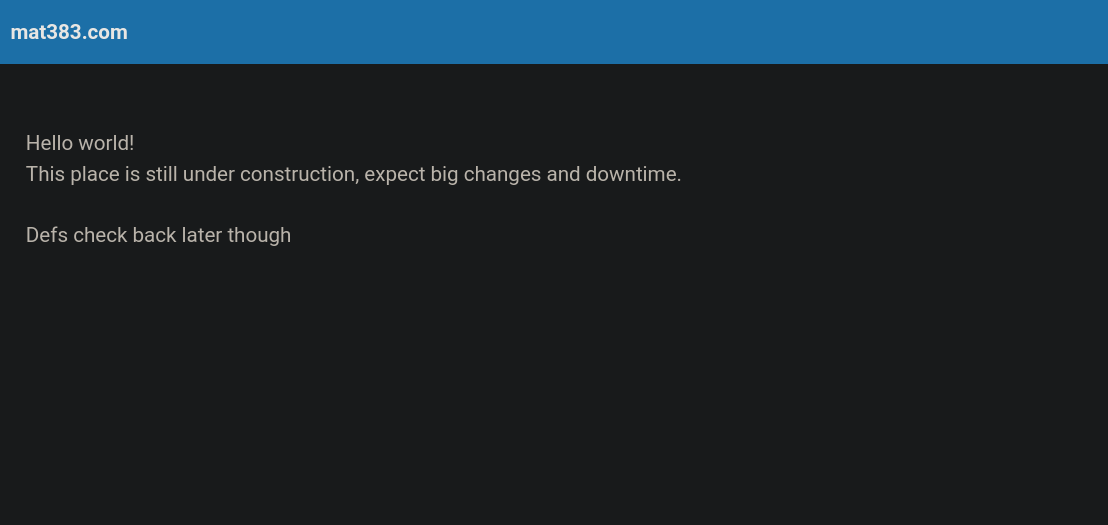 mat383.com
Hello world!
This place is still under construction, expect big changes and downtime.
Defs check back later though